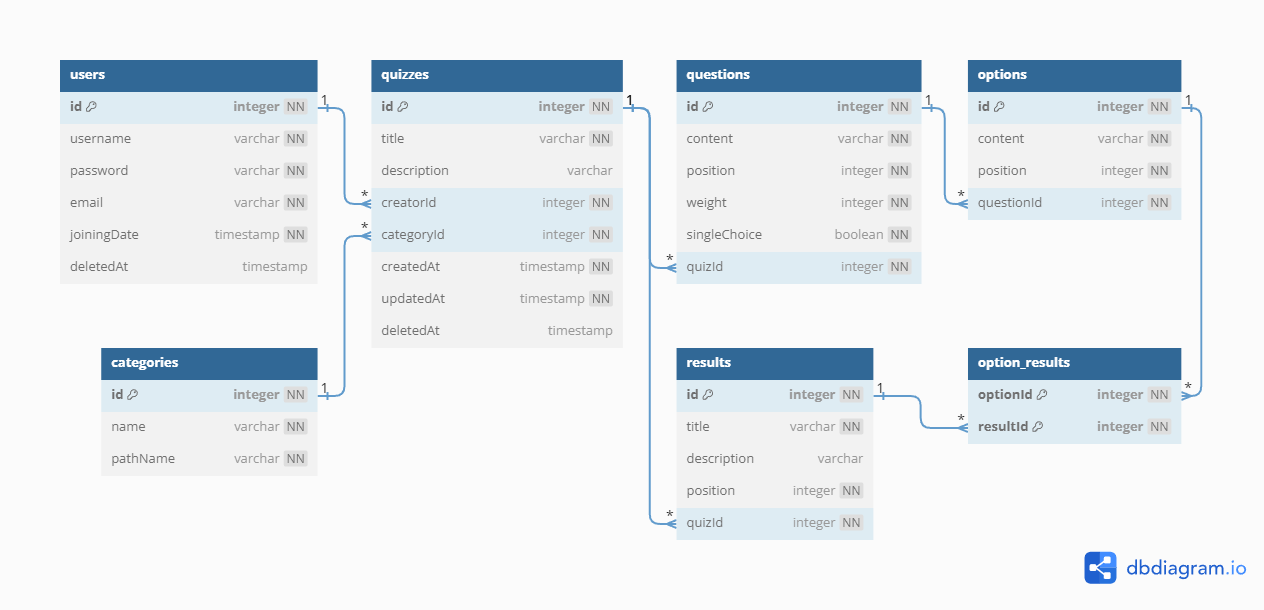 users
id integer NN
username varchar NN
password varchar NN
email varchar NN
joiningDate timestamp NN
deletedAt timestamp
1
*
quizzes
id integer NN
title varchar NN
description varchar
creatorId integer NN
categoryId integer NN
createdAt timestamp NN
updatedAt timestamp NN
deletedAt timestamp
*
1
*
questions
id integer NN
content varchar NN
position integer NN
weight integer NN
singleChoice boolean NN
quizId integer NN
1
*
options
id integer NN
content varchar NN
position integer NN
questionId integer NN
1
categories
id integer NN
name varchar NN
pathName varchar NN
1
*
results
id integer NN
title varchar NN
description varchar
position integer NN
quizId integer NN
1
*
option_results
optionId integer NN
resultId integer NN
*
dbdiagram.io